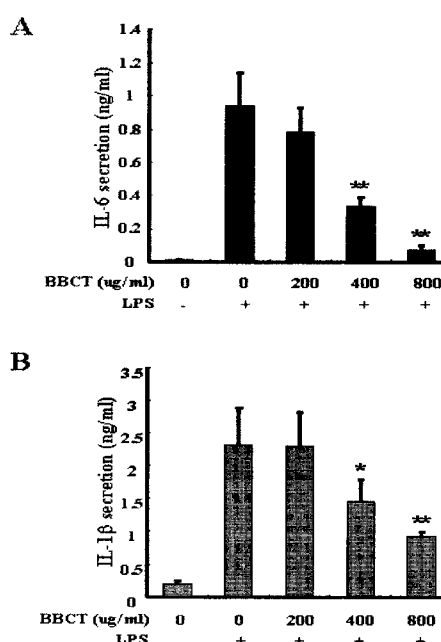 A
IL-6 secretion (ng/ml)
1.4
1.2
1
0.8
0.6
0.4
0.2
0
**
**
BBCT (ug/ml) 0 0 200 400 800
LPS - + + + +
B
IL-1β secretion (ng/ml)
3.5
3
2.5
2
1.5
1
0.5
0
*
**
BBCT (ug/ml) 0 0 200 400 800
LPS + + + +